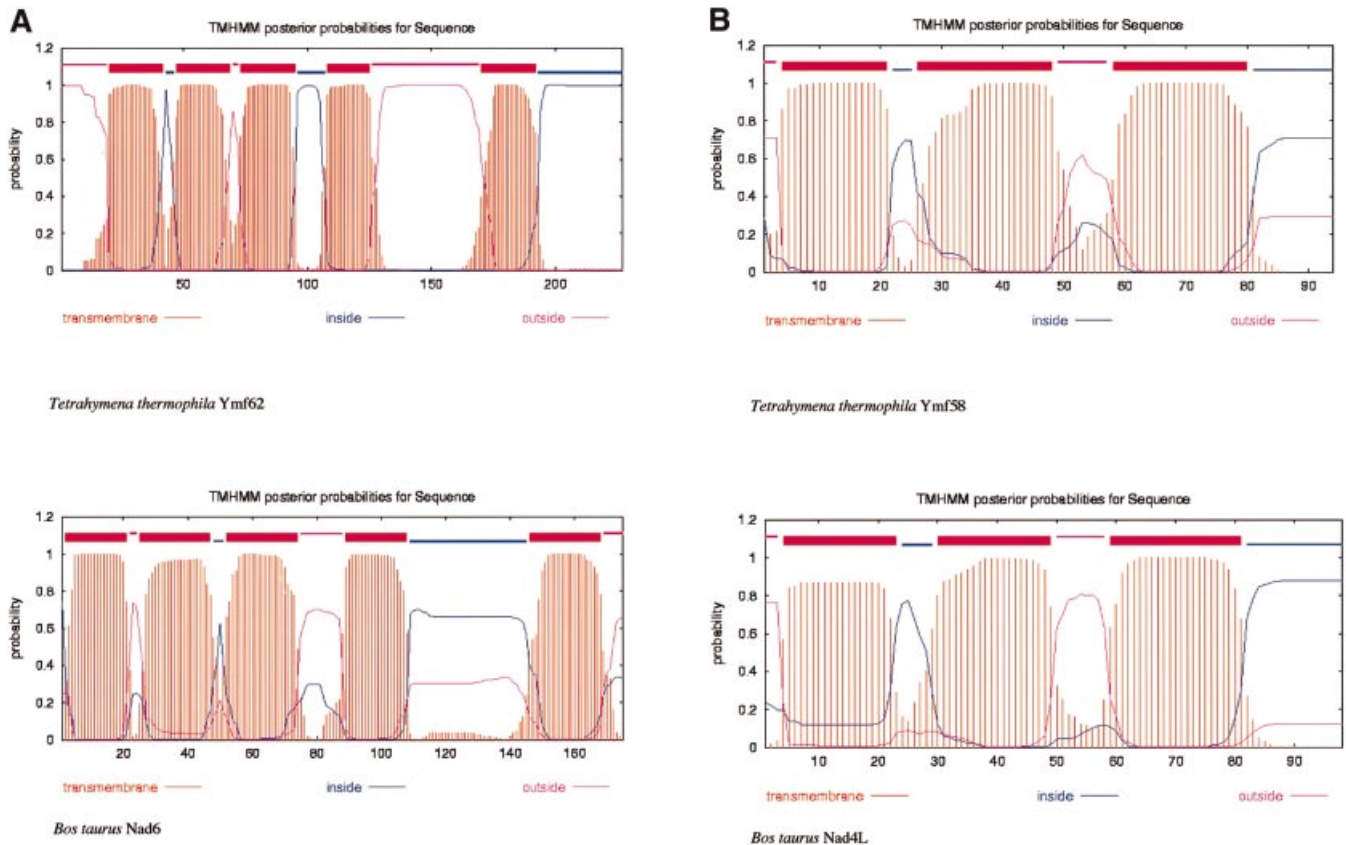 A
TMHMM posterior probabilities for Sequence
1.2
1
0.8
0.6
0.4
0.2
0
probability
50 100 150 200
transmembrane inside outside
Tetrahymena thermophila Ymf62
TMHMM posterior probabilities for Sequence
1.2
1
0.8
0.6
0.4
0.2
0
probability
20 40 60 80 100 120 140 160
transmembrane inside outside
Bos taurus Nad6
B
TMHMM posterior probabilities for Sequence
1.2
1
0.8
0.6
0.4
0.2
0
probability
10 20 30 40 50 60 70 80 90
transmembrane inside outside
Tetrahymena thermophila Ymf58
TMHMM posterior probabilities for Sequence
1.2
1
0.8
0.6
0.4
0.2
0
probability
10 20 30 40 50 60 70 80 90
transmembrane inside outside
Bos taurus Nad4L